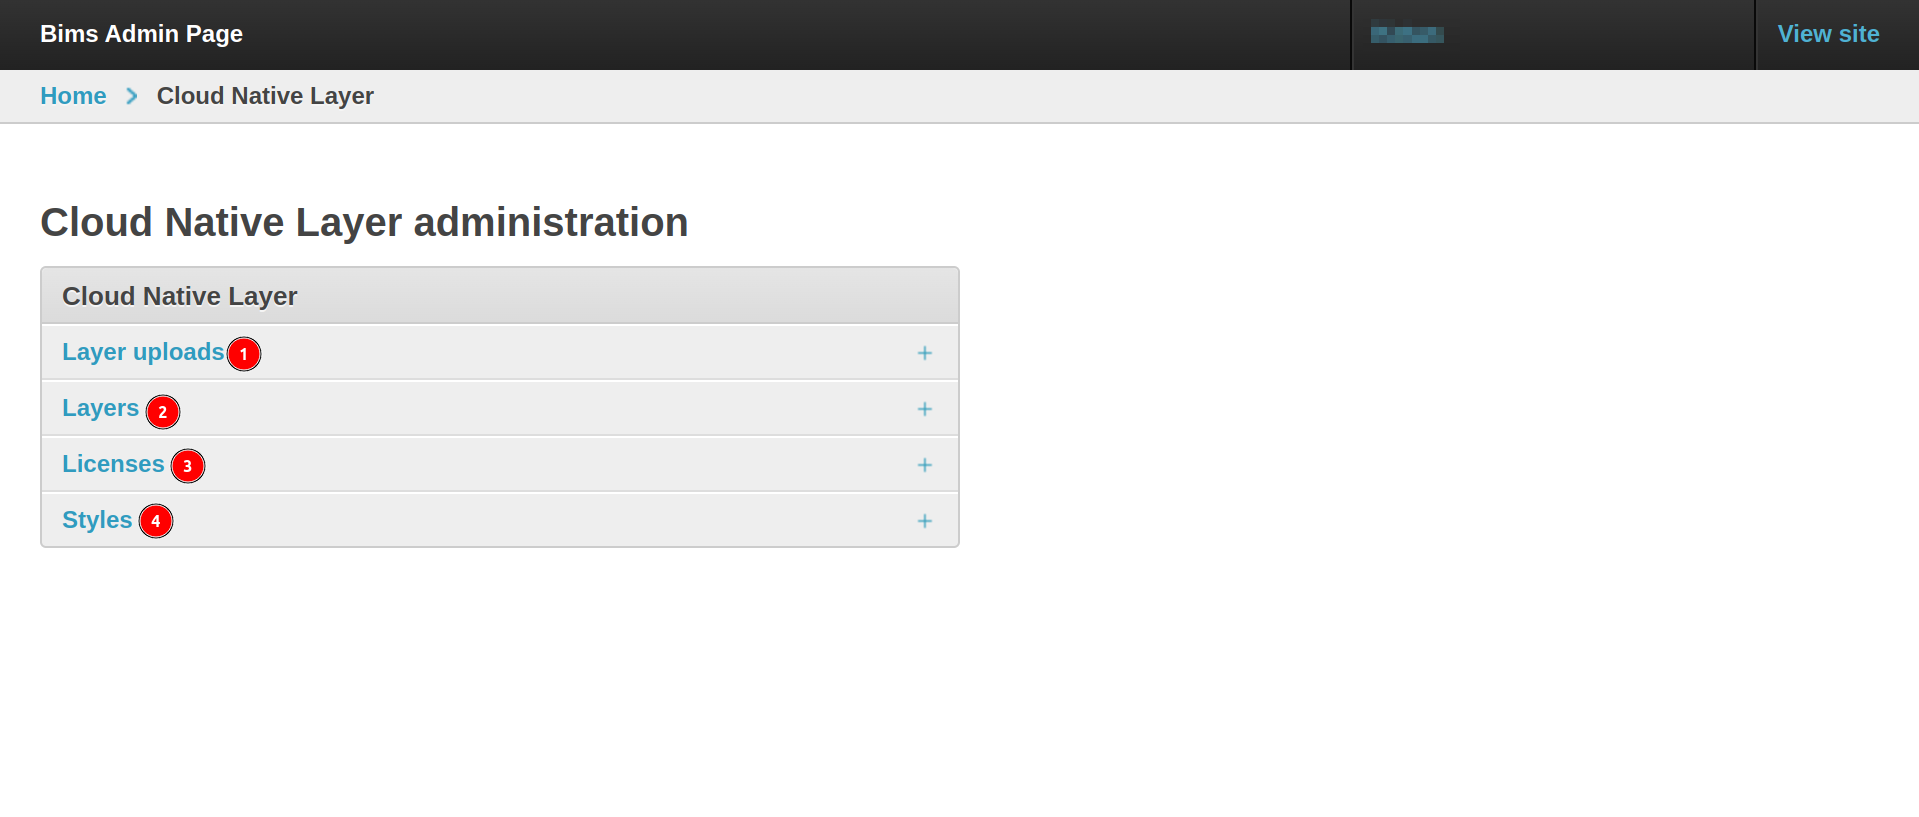 Bims Admin Page
View site
Home > Cloud Native Layer
Cloud Native Layer administration
Cloud Native Layer
Layer uploads 1 +
Layers 2 +
Licenses 3 +
Styles 4 +